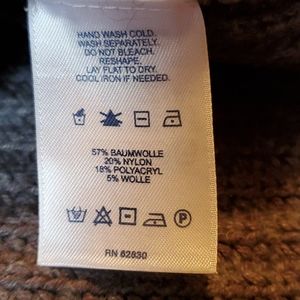 HAND WASH COLD.
WASH SEPARATELY.
DO NOT BLEACH.
RESHAPE,
LAY FLAT TO DRY.
COOL IRON IF NEEDED.
57% BAUMWOLLE
20% NYLON
18% POLYACRYL
5% WOLLE
P
RN 62830